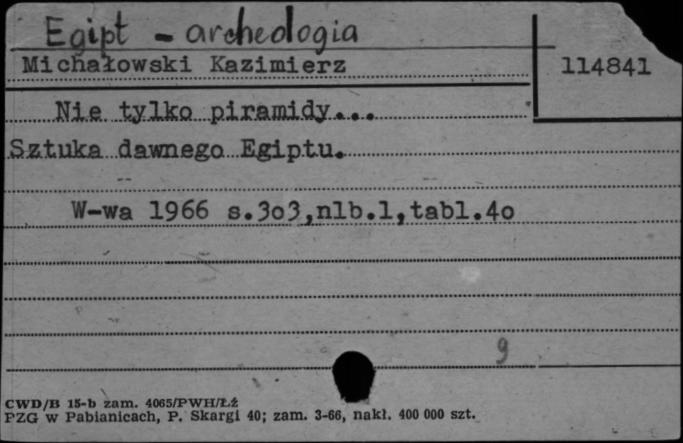 Egipt - archeologia
Michałowski Kazimierz
114841
Nie tylko piramidy...
Sztuka dawnego Egiptu.
W-wa 1966 s.3o3,nlb.1,tabl.4o
9
CWD/B 15-b zam. 4065/PWH/Łż
PZG w Pabianicach, P. Skargi 40; zam. 3-66, nakł. 400 000 szt.